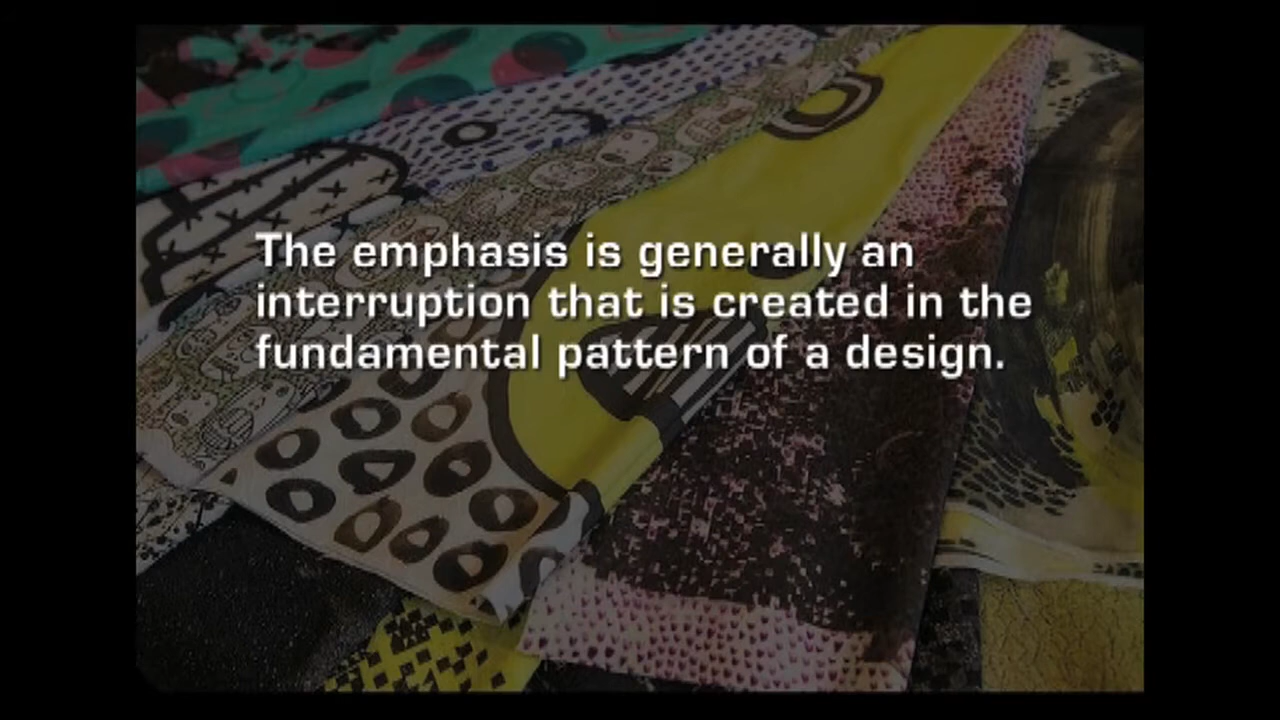 The emphasis is generally an
interruption that is created in the
fundamental pattern of a design.